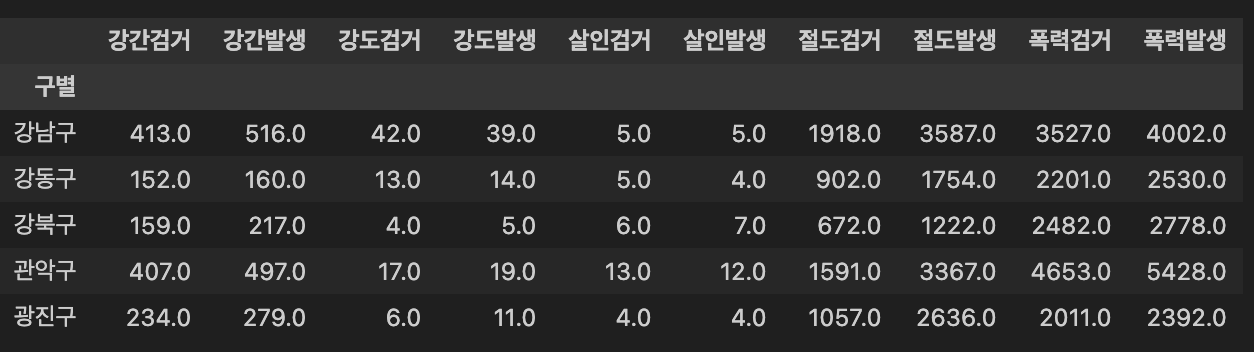 강간검거 강간발생 강도검거 강도발생 살인검거 살인발생 절도검거 절도발생 폭력검거 폭력발생
구별
강남구 413.0 516.0 42.0 39.0 5.0 5.0 1918.0 3587.0 3527.0 4002.0
강동구 152.0 160.0 13.0 14.0 5.0 4.0 902.0 1754.0 2201.0 2530.0
강북구 159.0 217.0 4.0 5.0 6.0 7.0 672.0 1222.0 2482.0 2778.0
관악구 407.0 497.0 17.0 19.0 13.0 12.0 1591.0 3367.0 4653.0 5428.0
광진구 234.0 279.0 6.0 11.0 4.0 4.0 1057.0 2636.0 2011.0 2392.0